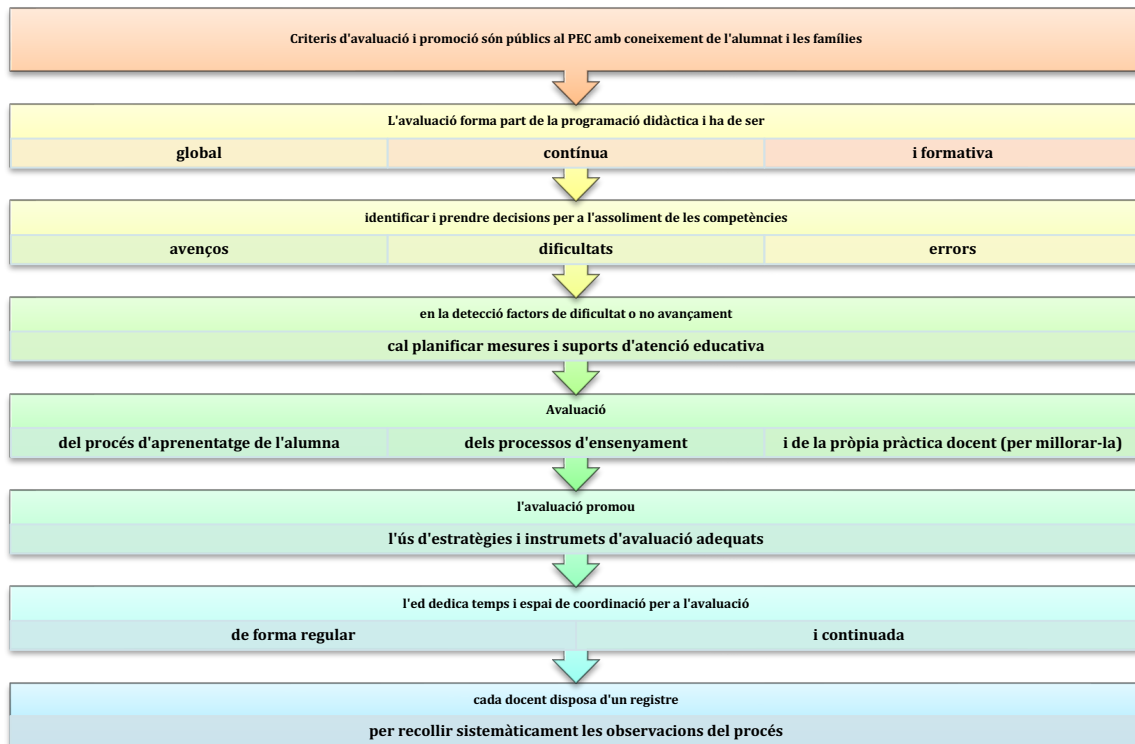 Criteris d'avaluació i promoció són públics al PEC amb coneixement de l'alumnat i les famílies
L'avaluació forma part de la programació didàctica i ha de ser
global
contínua
i formativa
identificar i prendre decisions per a l'assoliment de les competències
avenços
dificultats
errors
en la detecció factors de dificultat o no avançament
cal planificar mesures i suports d'atenció educativa
Avaluació
del procés d'aprenentatge de l'alumna
dels processos d'ensenyament
i de la pròpia pràctica docent (per millorar-la)
l'avaluació promou
l'ús d'estratègies i instrumets d'avaluació adequats
l'ed dedica temps i espai de coordinació per a l'avaluació
de forma regular
i continuada
cada docent disposa d'un registre
per recollir sistemàticament les observacions del procés